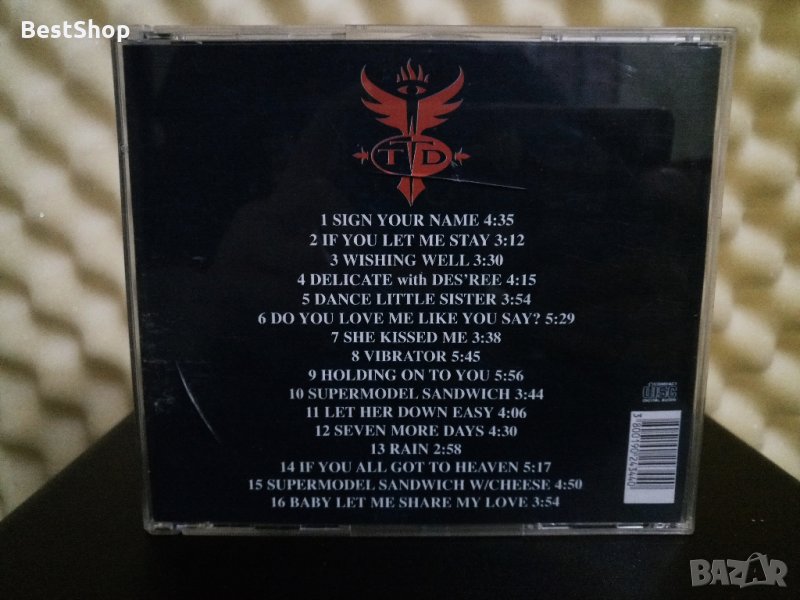 BestShop
TTD
1 SIGN YOUR NAME 4:35
2 IF YOU LET ME STAY 3:12
3 WISHING WELL 3:30
4 DELICATE with DES'REE 4:15
5 DANCE LITTLE SISTER 3:54
6 DO YOU LOVE ME LIKE YOU SAY? 5:29
7 SHE KISSED ME 3:38
8 VIBRATOR 5:45
9 HOLDING ON TO YOU 5:56
10 SUPERMODEL SANDWICH 3:44
11 LET HER DOWN EASY 4:06
12 SEVEN MORE DAYS 4:30
13 RAIN 2:58
14 IF YOU ALL GOT TO HEAVEN 5:17
15 SUPERMODEL SANDWICH W/CHEESE 4:50
16 BABY LET ME SHARE MY LOVE 3:54
COMPACT
disc
DIGITAL AUDIO
BAZAR